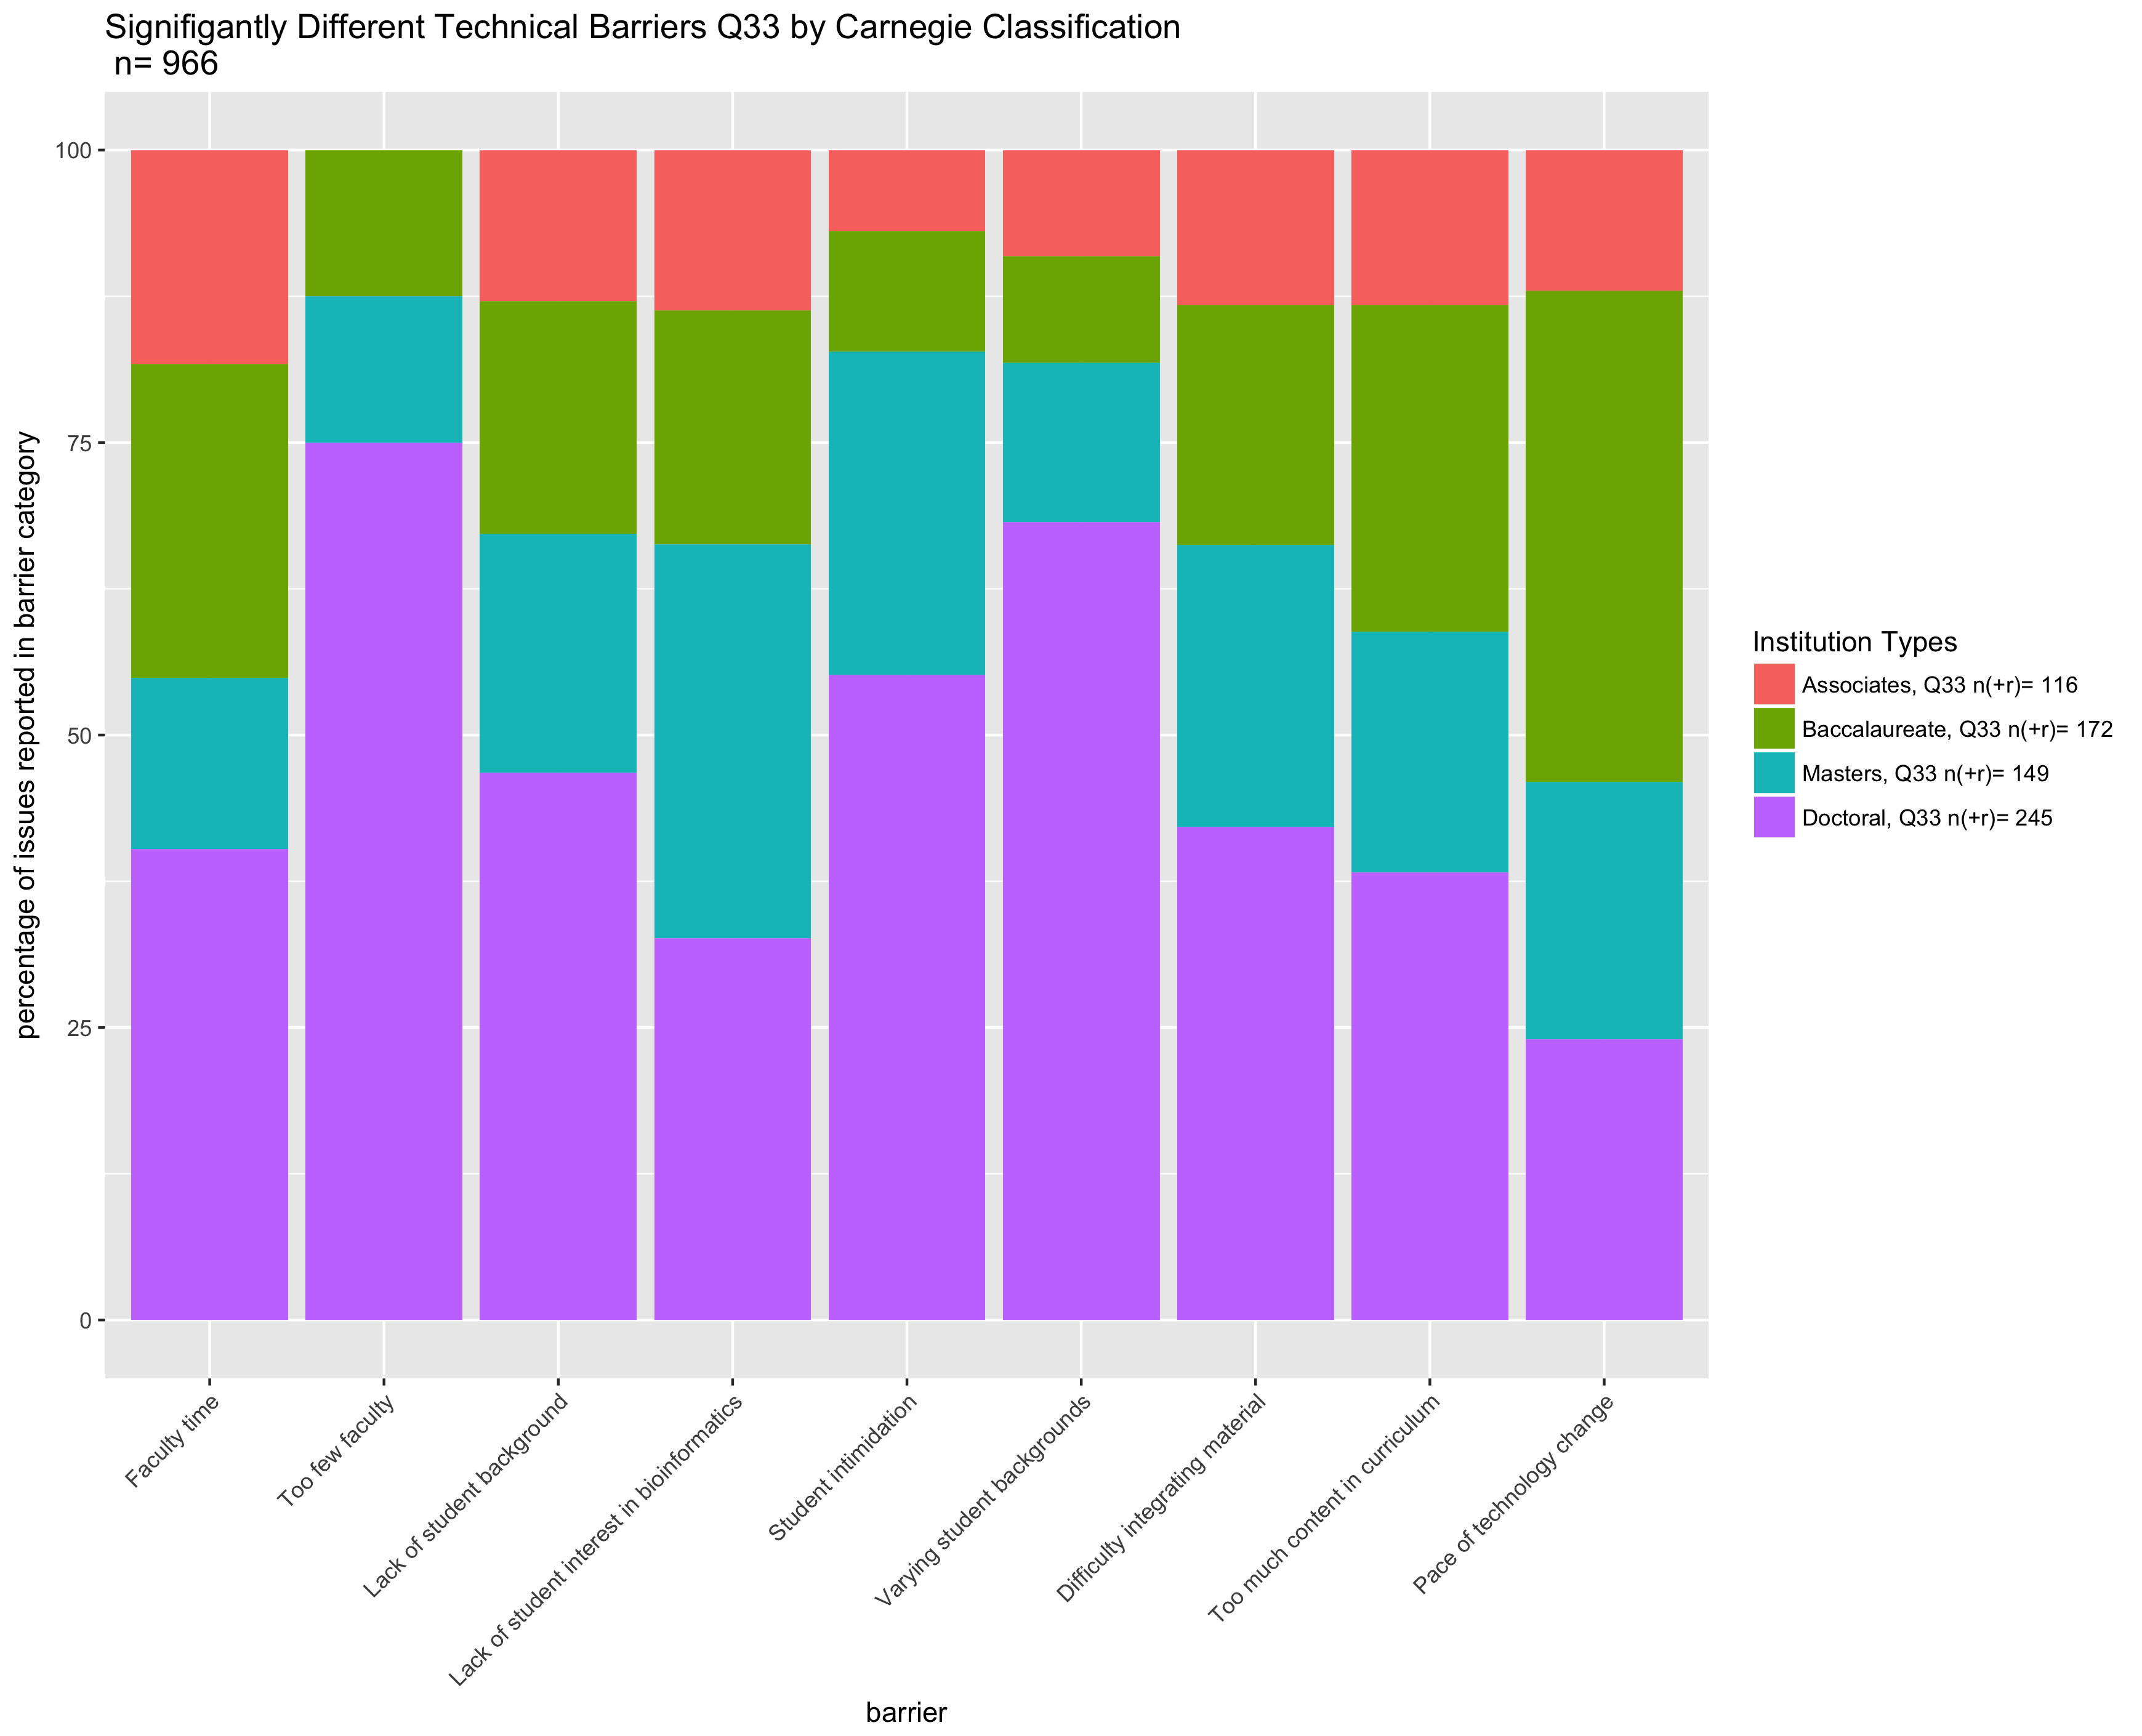 Signifigantly Different Technical Barriers Q33 by Carnegie Classification
n= 966
percentage of issues reported in barrier category
100
75
50
25
0
Faculty time
Too few faculty
Lack of student background
Lack of student interest in bioinformatics
Student intimidation
Varying student backgrounds
Difficulty integrating material
Too much content in curriculum
Pace of technology change
barrier
Institution Types
Associates, Q33 n(+r)= 116
Baccalaureate, Q33 n(+r)= 172
Masters, Q33 n(+r)= 149
Doctoral, Q33 n(+r)= 245